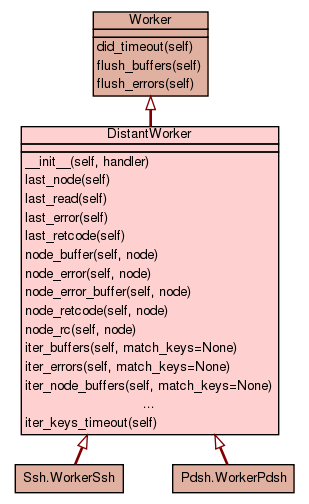 Worker
did_timeout(self)
flush_buffers(self)
flush_errors(self)
DistantWorker
__init__(self, handler)
last_node(self)
last_read(self)
last_error(self)
last_retcode(self)
node_buffer(self, node)
node_error(self, node)
node_error_buffer(self, node)
node_retcode(self, node)
node_rc(self, node)
iter_buffers(self, match_keys=None)
iter_errors(self, match_keys=None)
iter_node_buffers(self, match_keys=None)
...
iter_keys_timeout(self)
Ssh.WorkerSsh
Pdsh.WorkerPdsh